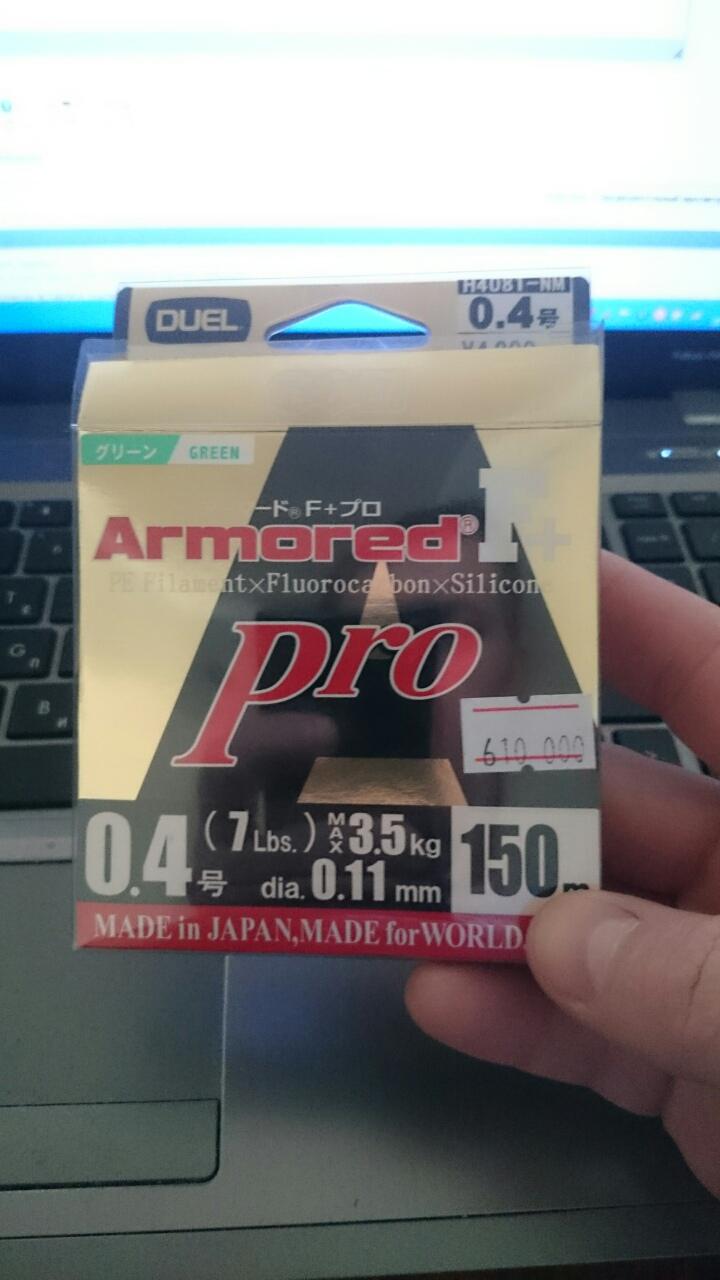 DUEL
H4081-NM
0.4号
グリーン GREEN
ード® F+プロ
Armored® F+
PE Filament×Fluorocarbon×Silicone
pro
610 000
0.4号 (7Lbs.) MAX 3.5kg
dia. 0.11 mm
150m
MADE in JAPAN,MADE for WORLD.